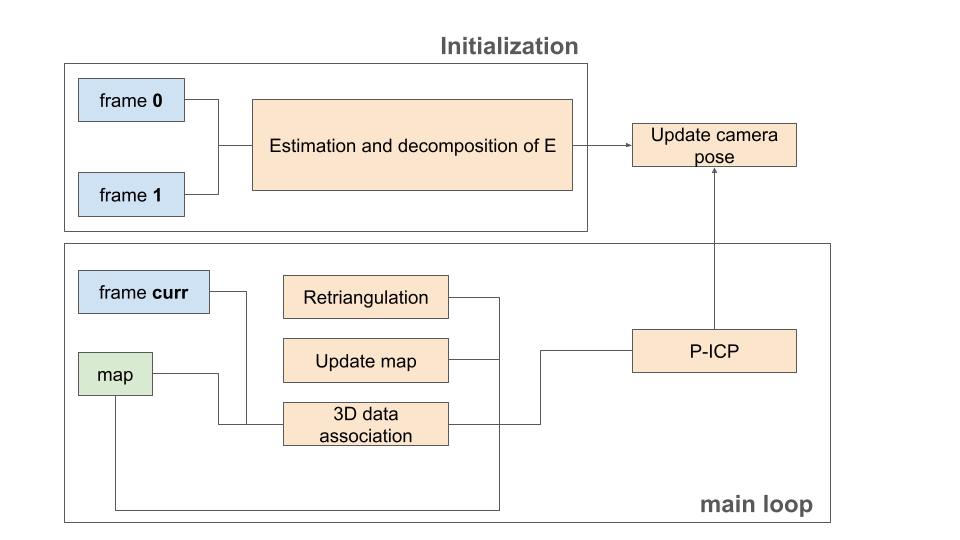 Initialization
frame 0
Estimation and decomposition of E
Update camera
pose
frame 1
frame curr
Retriangulation
Update map
P-ICP
map
3D data
association
main loop